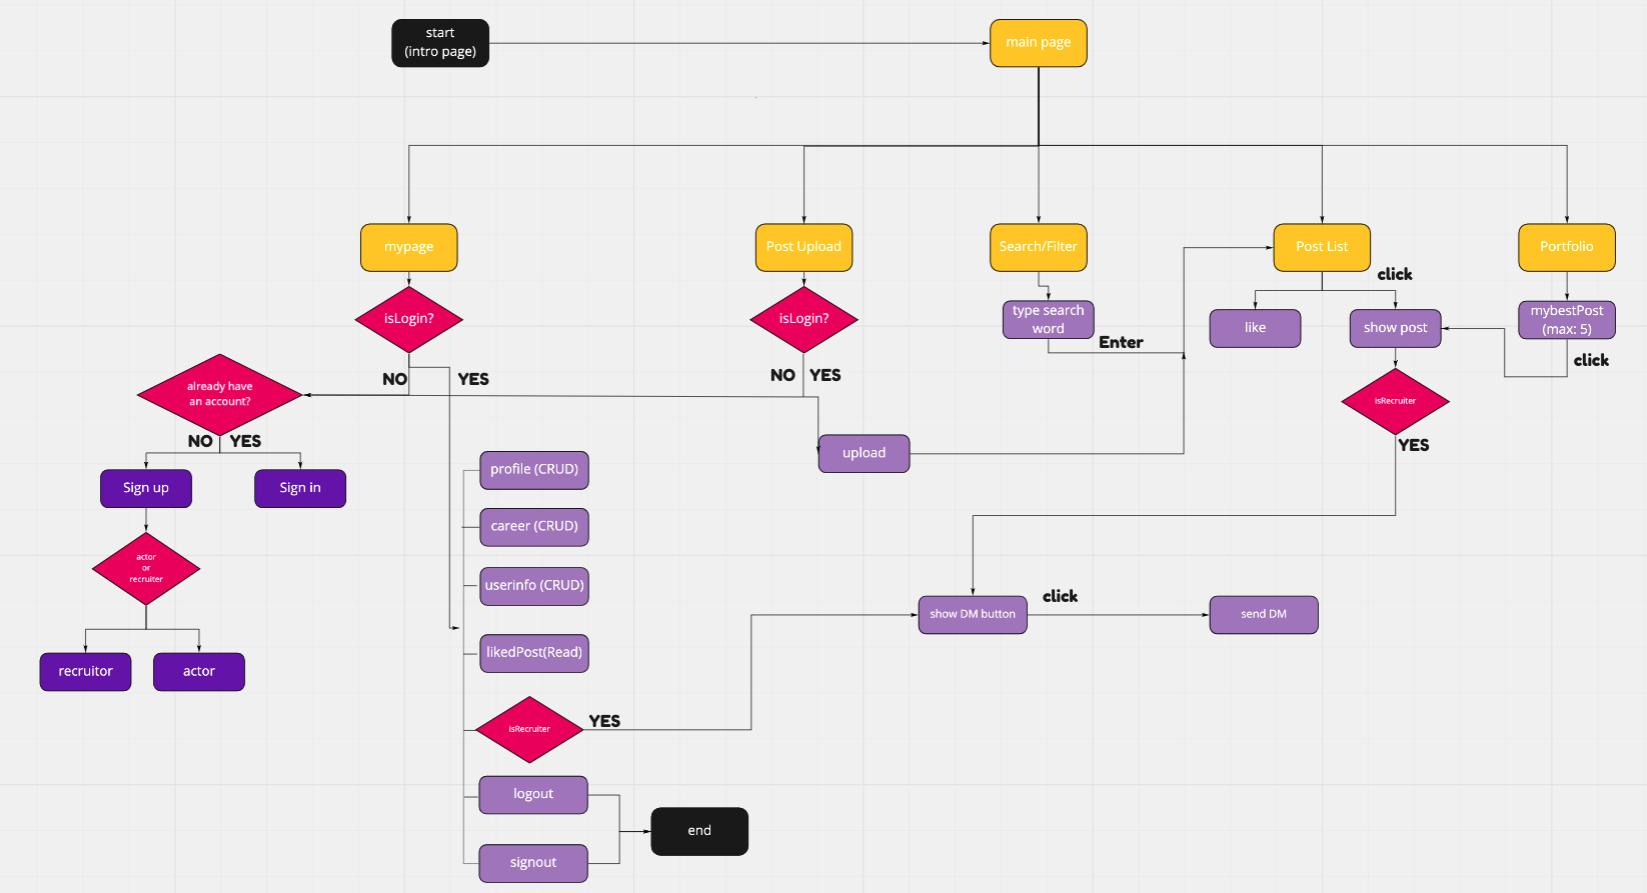 start
(intro page)
main page
mypage
Post Upload
Search/Filter
Post List
Portfolio
click
isLogin?
isLogin?
type search
word
like
show post
mybestPost
(max: 5)
Enter
click
NO
YES
NO
YES
already have
an account?
isRecruiter
NO
YES
YES
upload
profile (CRUD)
Sign up
Sign in
career (CRUD)
actor
or
recruiter
userinfo (CRUD)
click
show DM button
send DM
likedPost(Read)
recruitor
actor
isRecruiter
YES
logout
end
signout